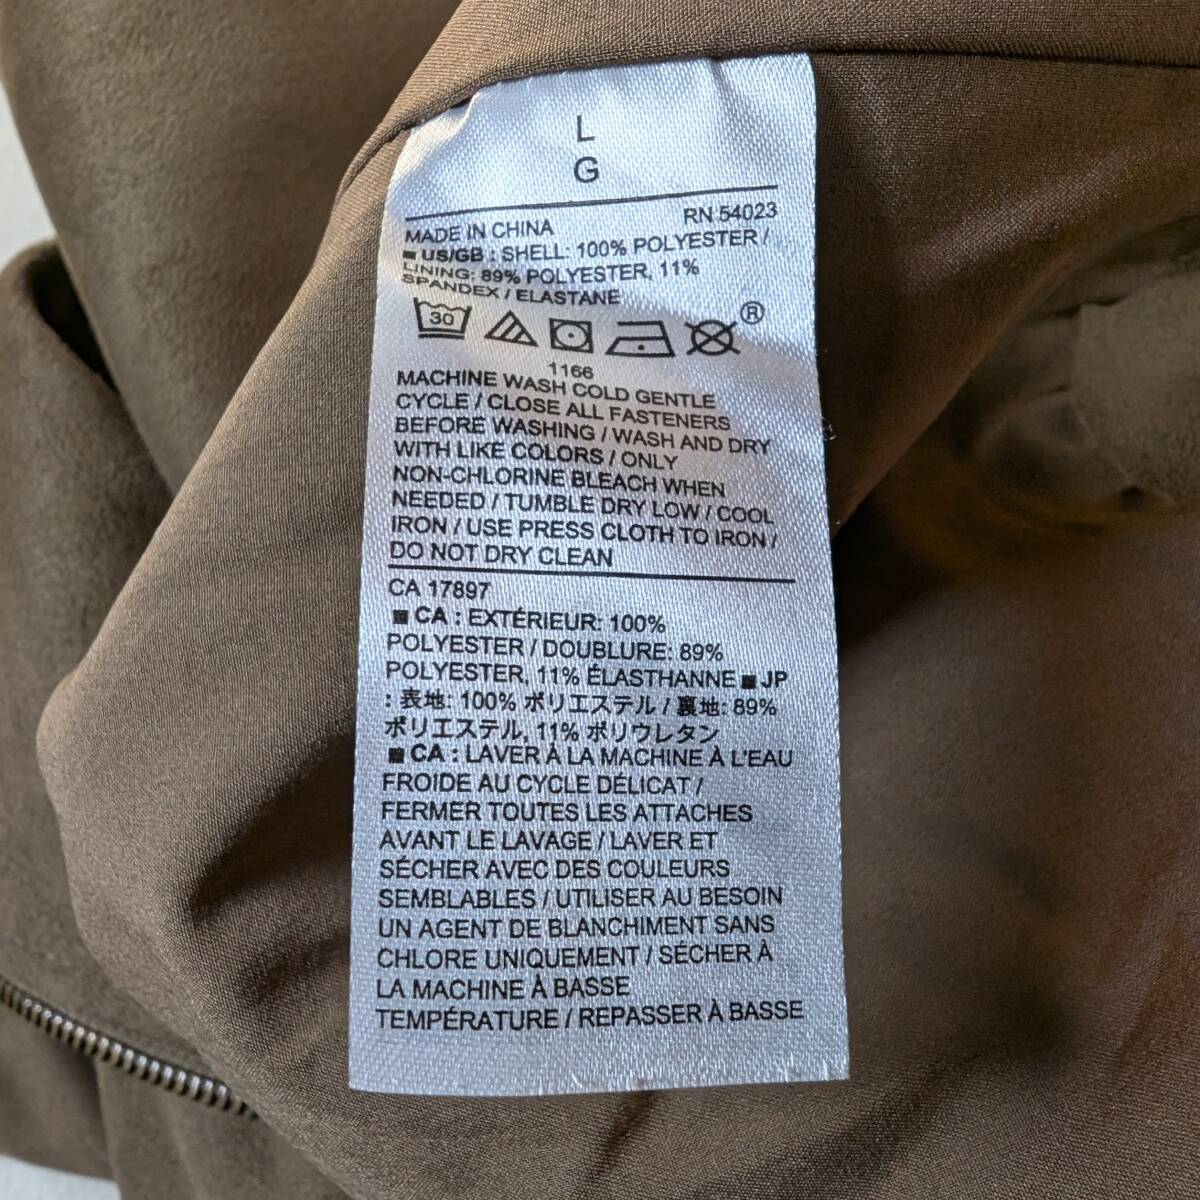 L
G
RN 54023
MADE IN CHINA
■ US/GB : SHELL: 100% POLYESTER /
LINING: 89% POLYESTER, 11%
SPANDEX / ELASTANE
30
®
1166
MACHINE WASH COLD GENTLE
CYCLE / CLOSE ALL FASTENERS
BEFORE WASHING / WASH AND DRY
WITH LIKE COLORS / ONLY
NON-CHLORINE BLEACH WHEN
NEEDED / TUMBLE DRY LOW / COOL
IRON / USE PRESS CLOTH TO IRON /
DO NOT DRY CLEAN
CA 17897
■ CA : EXTÉRIEUR: 100%
POLYESTER / DOUBLURE: 89%
POLYESTER, 11% ÉLASTHANNE ■ JP
: 表地: 100% ポリエステル / 裏地: 89%
ポリエステル, 11% ポリウレタン
■ CA : LAVER À LA MACHINE À L'EAU
FROIDE AU CYCLE DÉLICAT /
FERMER TOUTES LES ATTACHES
AVANT LE LAVAGE / LAVER ET
SÉCHER AVEC DES COULEURS
SEMBLABLES / UTILISER AU BESOIN
UN AGENT DE BLANCHIMENT SANS
CHLORE UNIQUEMENT / SÉCHER À
LA MACHINE À BASSE
TEMPÉRATURE / REPASSER À BASSE